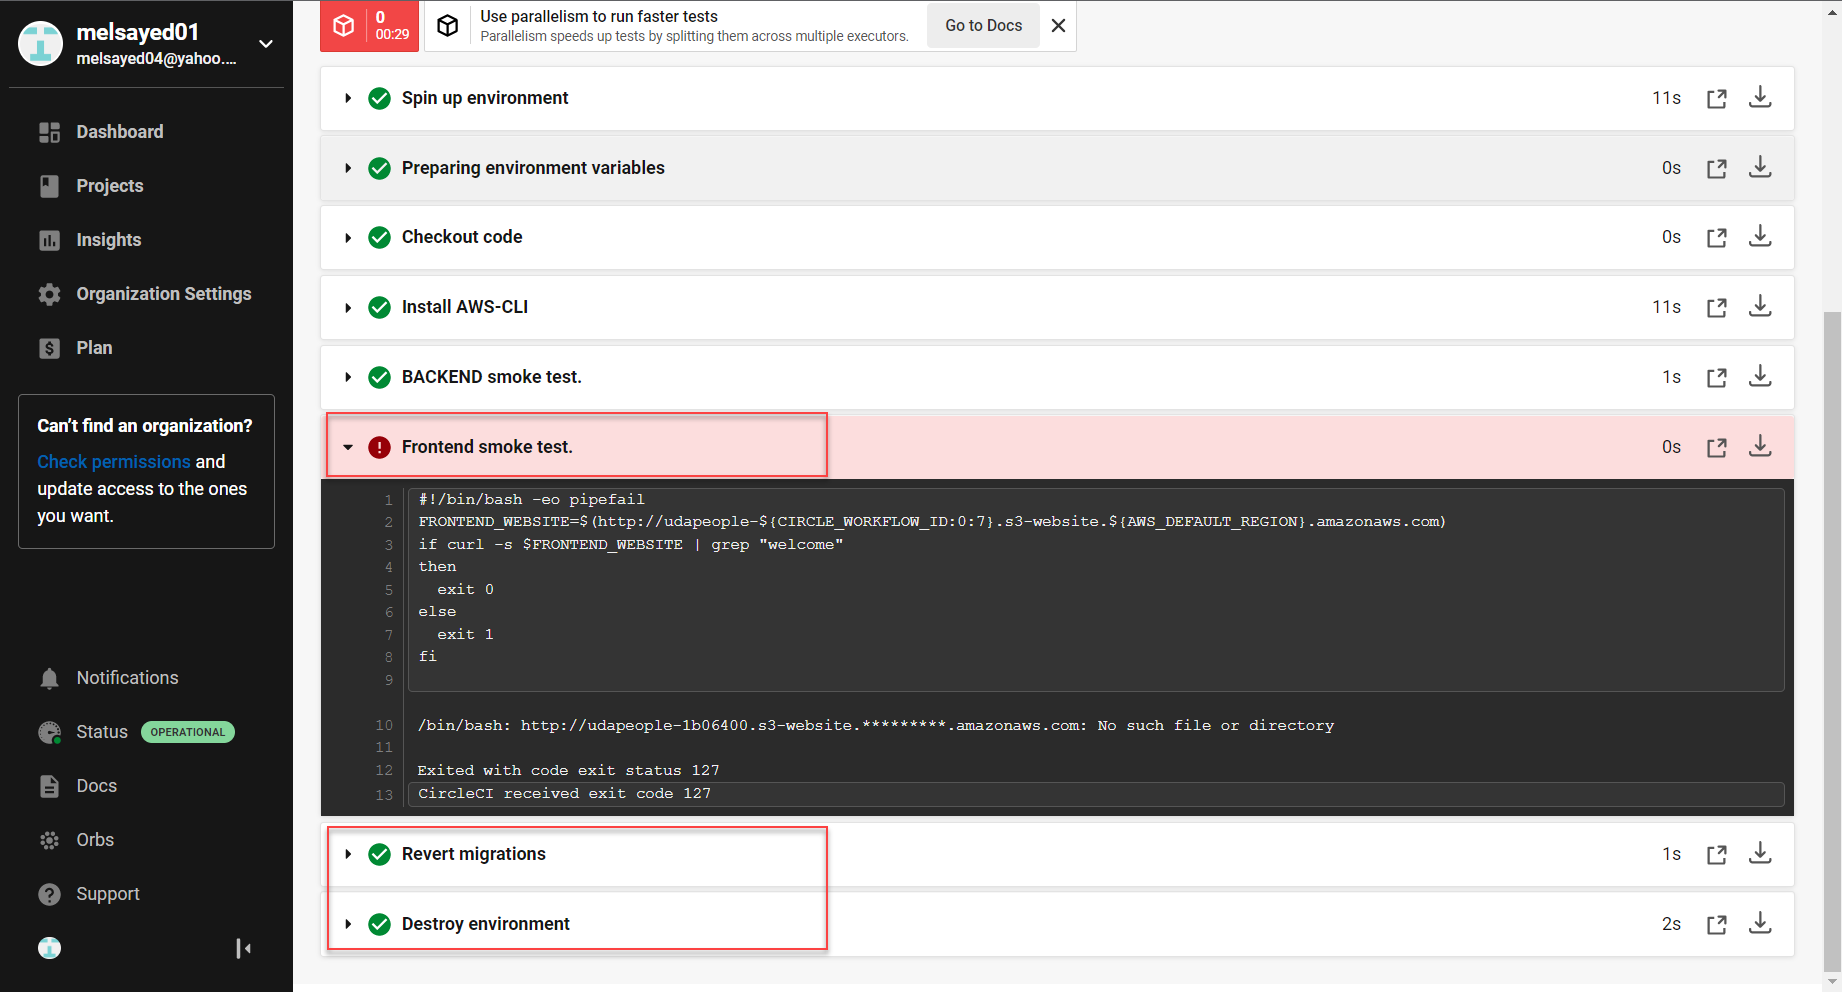 melsayed01
melsayed04@yahoo....
Dashboard
Projects
Insights
Organization Settings
Plan
Can't find an organization?
Check permissions and
update access to the ones
you want.
Notifications
Status OPERATIONAL
Docs
Orbs
Support
0
00:29
Use parallelism to run faster tests
Parallelism speeds up tests by splitting them across multiple executors.
Go to Docs
Spin up environment 11s
Preparing environment variables 0s
Checkout code 0s
Install AWS-CLI 11s
BACKEND smoke test. 1s
Frontend smoke test. 0s
1 #!/bin/bash -eo pipefail
2 FRONTEND_WEBSITE=$(http://udapeople-${CIRCLE_WORKFLOW_ID:0:7}.s3-website.${AWS_DEFAULT_REGION}.amazonaws.com)
3 if curl -s $FRONTEND_WEBSITE | grep "welcome"
4 then
5 exit 0
6 else
7 exit 1
8 fi
9
10 /bin/bash: http://udapeople-1b06400.s3-website.*********.amazonaws.com: No such file or directory
11
12 Exited with code exit status 127
13 CircleCI received exit code 127
Revert migrations 1s
Destroy environment 2s